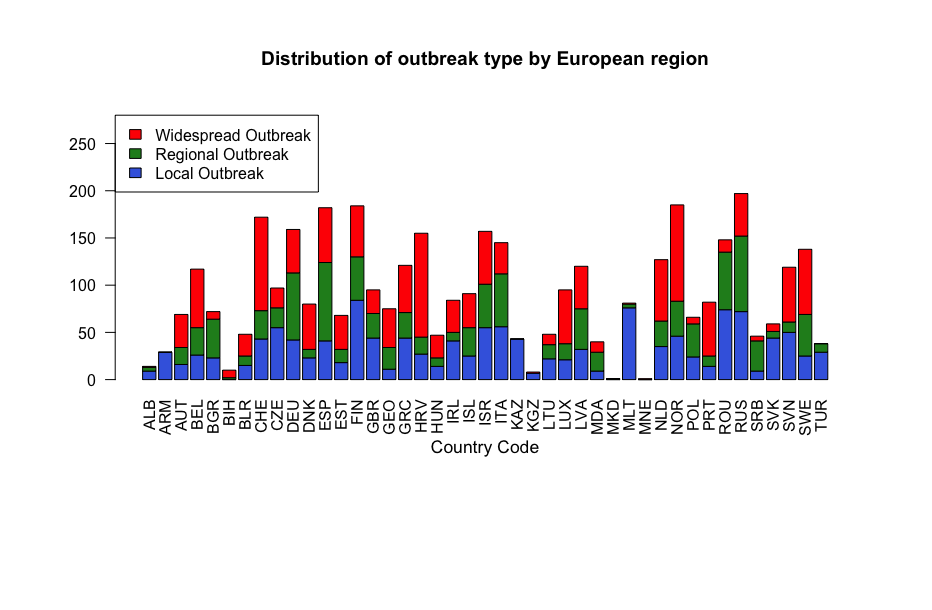 Distribution of outbreak type by European region
Widespread Outbreak
Regional Outbreak
Local Outbreak
250
200
150
100
50
0
ALB ARM AUT BEL BGR BIH BLR CHE CZE DEU DNK ESP EST FIN GBR GEO GRC HRV HUN IRL ISL ISR ITA KAZ KGZ LTU LUX LVA MDA MKD MLT MNE NLD NOR POL PRT ROU RUS SRB SVK SVN SWE TUR
Country Code